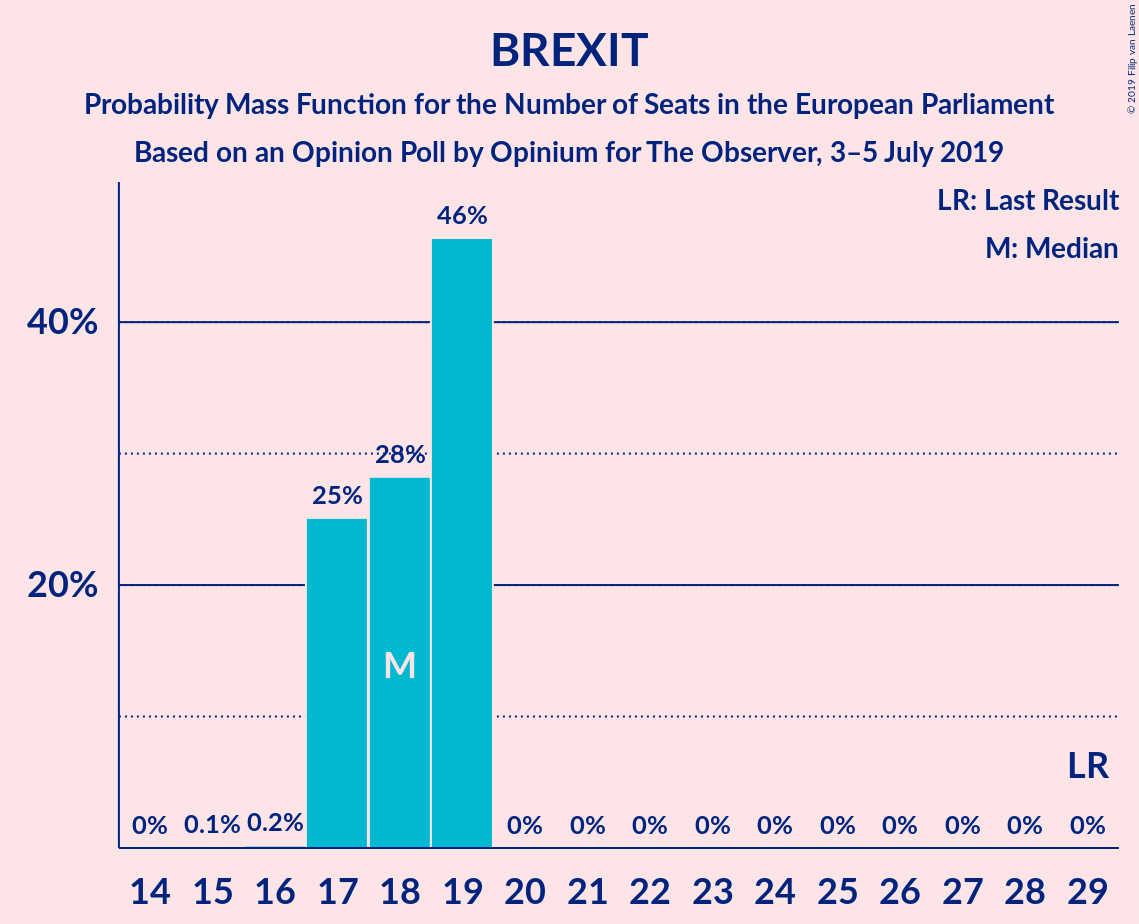 BREXIT
Probability Mass Function for the Number of Seats in the European Parliament
Based on an Opinion Poll by Opinium for The Observer, 3–5 July 2019
© 2019 Filip van Laenen
LR: Last Result
M: Median
46%
40%
28%
25%
20%
M
LR
0% 0.1% 0.2% 0% 0% 0% 0% 0% 0% 0% 0% 0% 0%
14 15 16 17 18 19 20 21 22 23 24 25 26 27 28 29